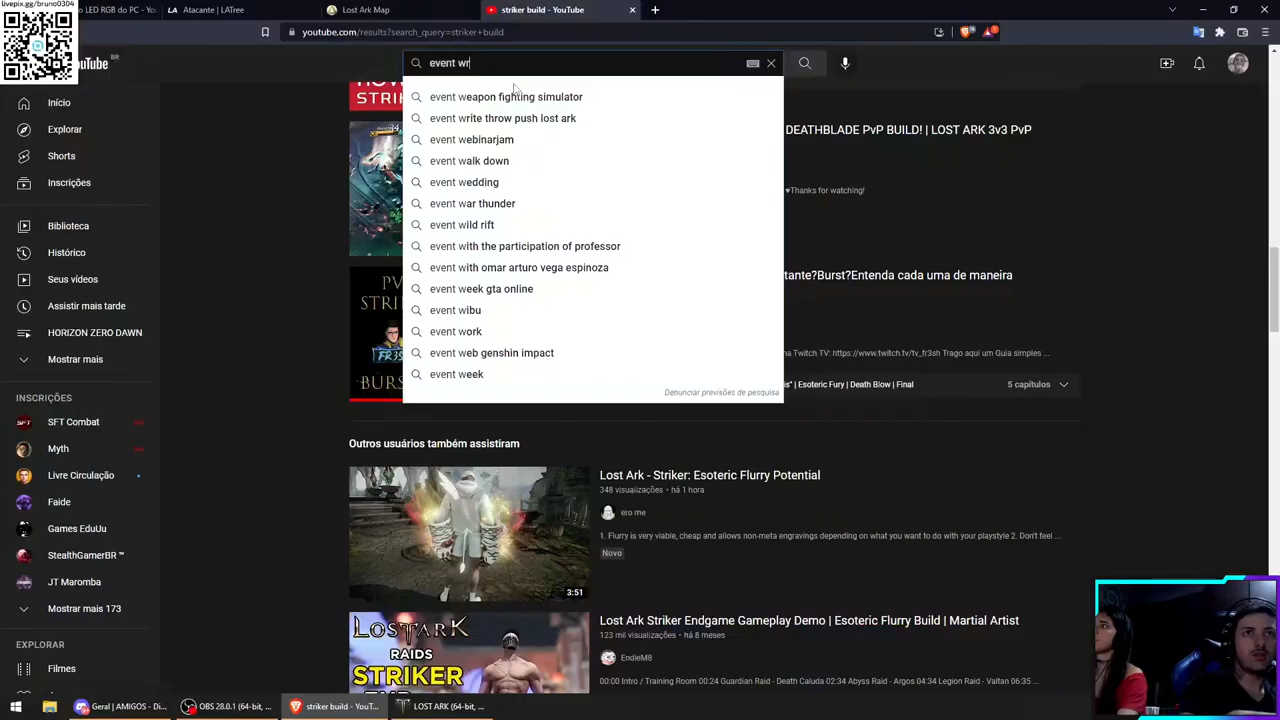 livepix.gg/bruno0304
LED RGB do PC - Yo
Atacante | LATree
Lost Ark Map
striker build - YouTube
youtube.com/results?search_query=striker+build
YouTube
BR
event wr
event weapon fighting simulator
event write throw push lost ark
event webinarjam
event walk down
event wedding
event war thunder
event wild rift
event with the participation of professor
event with omar arturo vega espinoza
event week gta online
event wibu
event work
event web genshin impact
event week
Denunciar previsões de pesquisa
Início
Explorar
Shorts
Inscrições
Biblioteca
Histórico
Seus vídeos
Assistir mais tarde
HORIZON ZERO DAWN
Mostrar mais
INSCRIÇÕES
SFT Combat
Myth
Livre Circulação
Faide
Games EduUu
StealthGamerBR ™
JT Maromba
Mostrar mais 173
EXPLORAR
Filmes
STRIK
DEATHBLADE PvP BUILD! | LOST ARK 3v3 PvP
♥Thanks for watching!
PV
STRI
FR3S
BURS
tante?Burst?Entenda cada uma de maneira
na Twitch TV: https://www.twitch.tv/tv_fr3sh Trago aqui um Guia simples ...
is" | Esoteric Fury | Death Blow | Final
5 capítulos
Outros usuários também assistiram
3:51
Lost Ark - Striker: Esoteric Flurry Potential
348 visualizações • há 1 hora
ero me
1. Flurry is very viable, cheap and allows non-meta engravings depending on what you want to do with your playstyle 2. Don't feel ...
Novo
LOST ARK
RAIDS
STRIKER
Lost Ark Striker Endgame Gameplay Demo | Esoteric Flurry Build | Martial Artist
123 mil visualizações • há 8 meses
EndieM8
00:00 Intro / Training Room 00:24 Guardian Raid - Death Caluda 02:34 Abyss Raid - Argos 04:34 Legion Raid - Valtan 06:35 ...
Geral | AMIGOS - Di...
OBS 28.0.1 (64-bit, ...
striker build - YouT...
LOST ARK (64-bit, ...